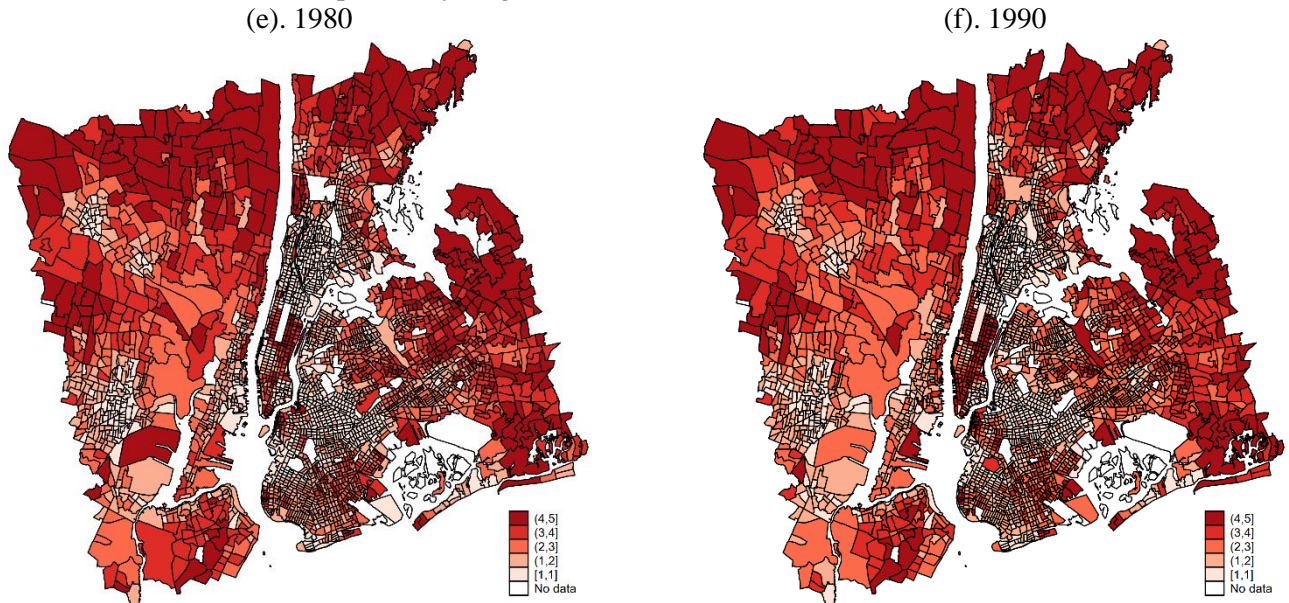 (e). 1980
(f). 1990
(4,5]
(3,4]
(2,3]
(1,2]
[1,1]
No data
(4,5]
(3,4]
(2,3]
(1,2]
[1,1]
No data